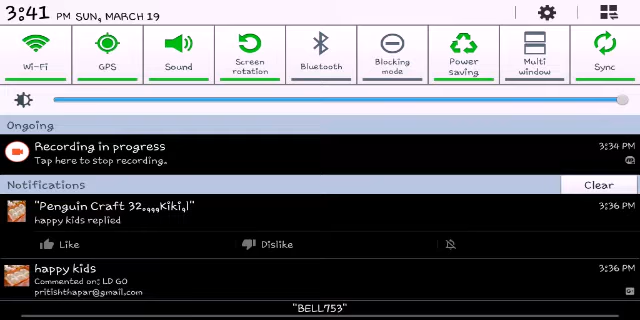 3:41 PM SUN, MARCH 19
Wi-Fi
GPS
Sound
Screen rotation
Bluetooth
Blocking mode
Power saving
Multi window
Sync
Ongoing
Recording in progress 3:34 PM
Tap here to stop recording.
Notifications Clear
"Penguin Craft 32°,,,Kiki,l" 3:36 PM
happy kids replied
Like Dislike
happy kids 3:36 PM
Commented on: LD GO
pritishthapar@gmail.com
"BELL753"